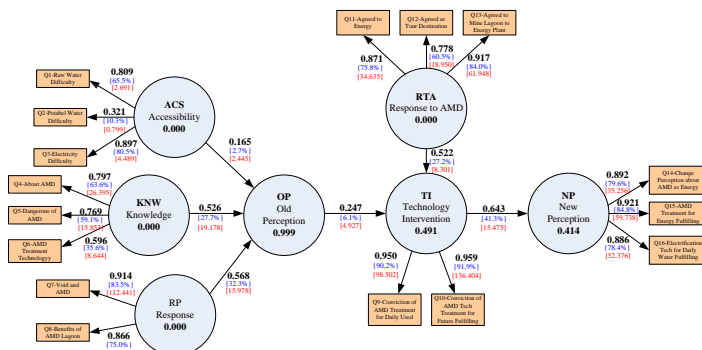 Q11-Agreed to
Energy
Q12-Agreed as
Tour Destination
Q13-Agreed to
Mine Lagoon to
Energy Plant
0.871
{75.8%}
[34.635]
0.778
{60.5%}
[18.950]
0.917
{84.0%}
[61.948]
RTA
Response to AMD
0.000
Q1-Raw Water
Difficulty
0.809
{65.5%}
[2.691]
Q2-Potabel Water
Difficulty
0.321
{10.3%}
[0.799]
Q3-Electricity
Difficulty
0.897
{80.5%}
[4.489]
ACS
Accessibility
0.000
0.165
{2.7%}
[2.445]
0.522
{27.2%}
[8.301]
Q4-About AMD
0.797
{63.6%}
[26.395]
Q5-Dangerous of
AMD
0.769
{59.1%}
[15.857]
Q6-AMD
Treatment
Technologyy
0.596
{35.6%}
[8.644]
KNW
Knowledge
0.000
0.526
{27.7%}
[19.178]
OP
Old
Perception
0.999
0.247
{6.1%}
[4.927]
TI
Technology
Intervention
0.491
0.643
{41.3%}
[15.475]
NP
New
Perception
0.414
0.892
{79.6%}
[35.256]
Q14-Change
Perception about
AMD as Energy
0.921
{84.8%}
[59.738]
Q15-AMD
Treatment for
Energy Fulfilling
0.886
{78.4%}
[52.376]
Q16-Electrification
Tech for Daily
Water Fulfilling
Q7-Void and
AMD
0.914
{83.5%}
[112.441]
Q8-Benefits of
AMD Lagoon
0.866
{75.0%}
RP
Response
0.000
0.568
{32.3%}
[15.978]
0.950
{90,2%}
[98.502]
0.959
{91,9%}
[136.404]
Q9-Conviction of
AMD Treatment
for Daily Used
Q10-Conviction of
AMD Tech
Treatment for
Future Fulfilling